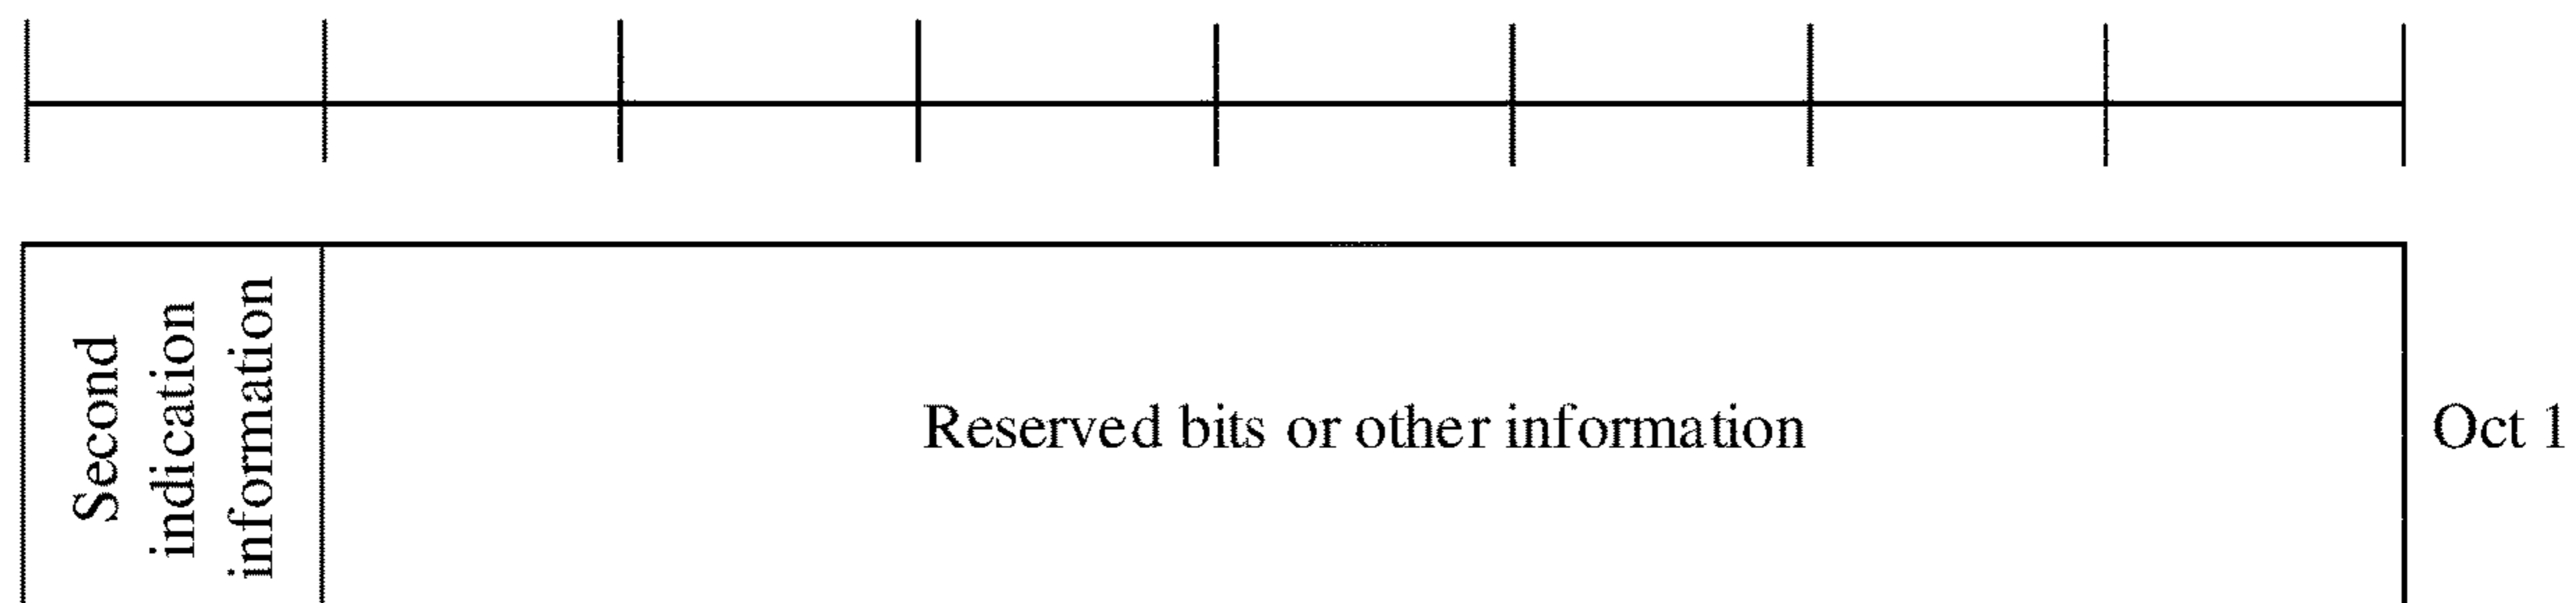 Second
indication
information
Reserved bits or other information
Oct 1